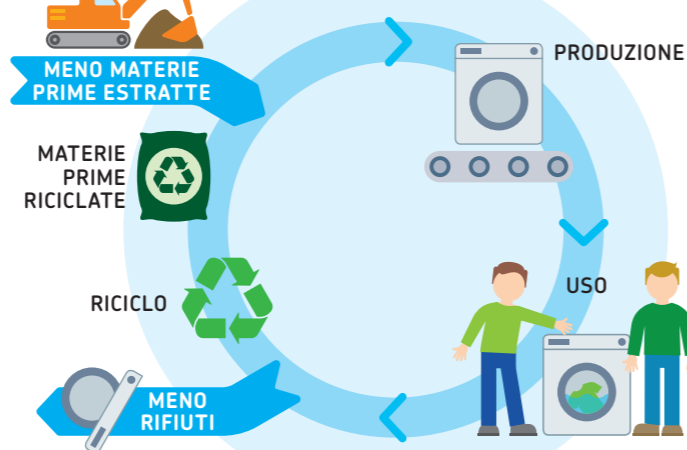 MENO MATERIE
PRIME ESTRATTE
PRODUZIONE
MATERIE
PRIME
RICICLATE
USO
RICICLO
MENO
RIFIUTI